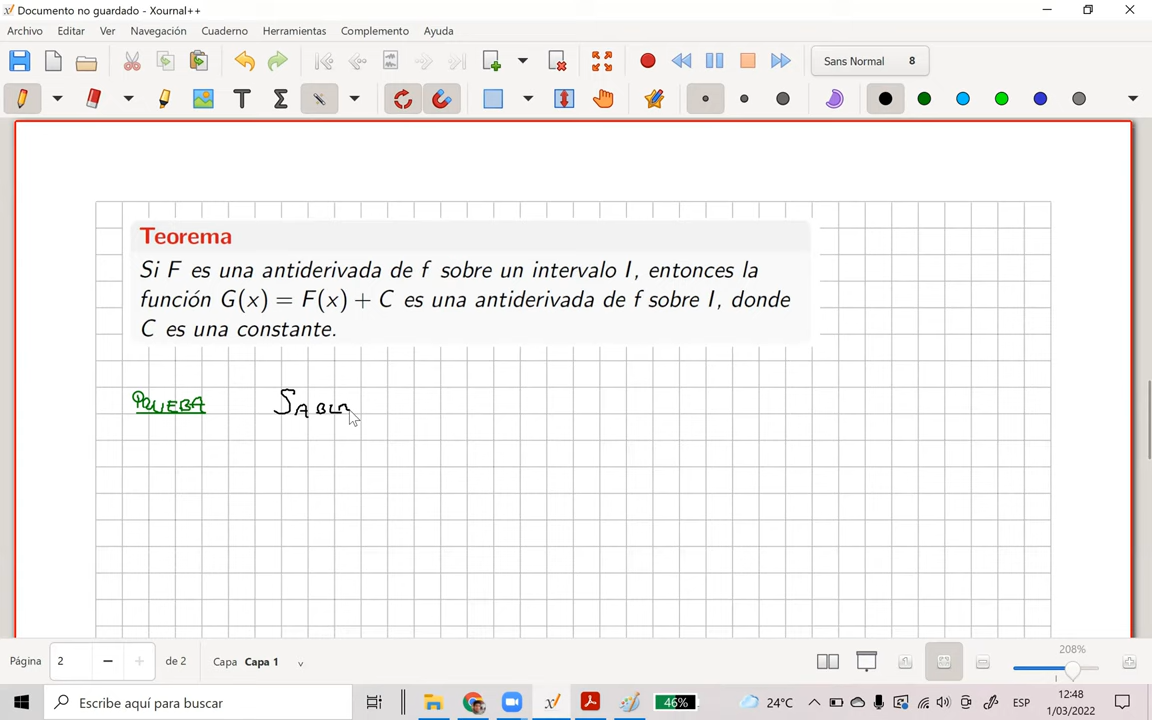 Documento no guardado - Xournal++
Archivo Editar Ver Navegación Cuaderno Herramientas Complemento Ayuda
Sans Normal 8
Teorema
Si F es una antiderivada de f sobre un intervalo I, entonces la
función G(x) = F(x) + C es una antiderivada de f sobre I, donde
C es una constante.
PRUEBA
Página 2 de 2 Capa Capa 1 208%
Escribe aquí para buscar 46% 24°C ESP 12:48
1/03/2022